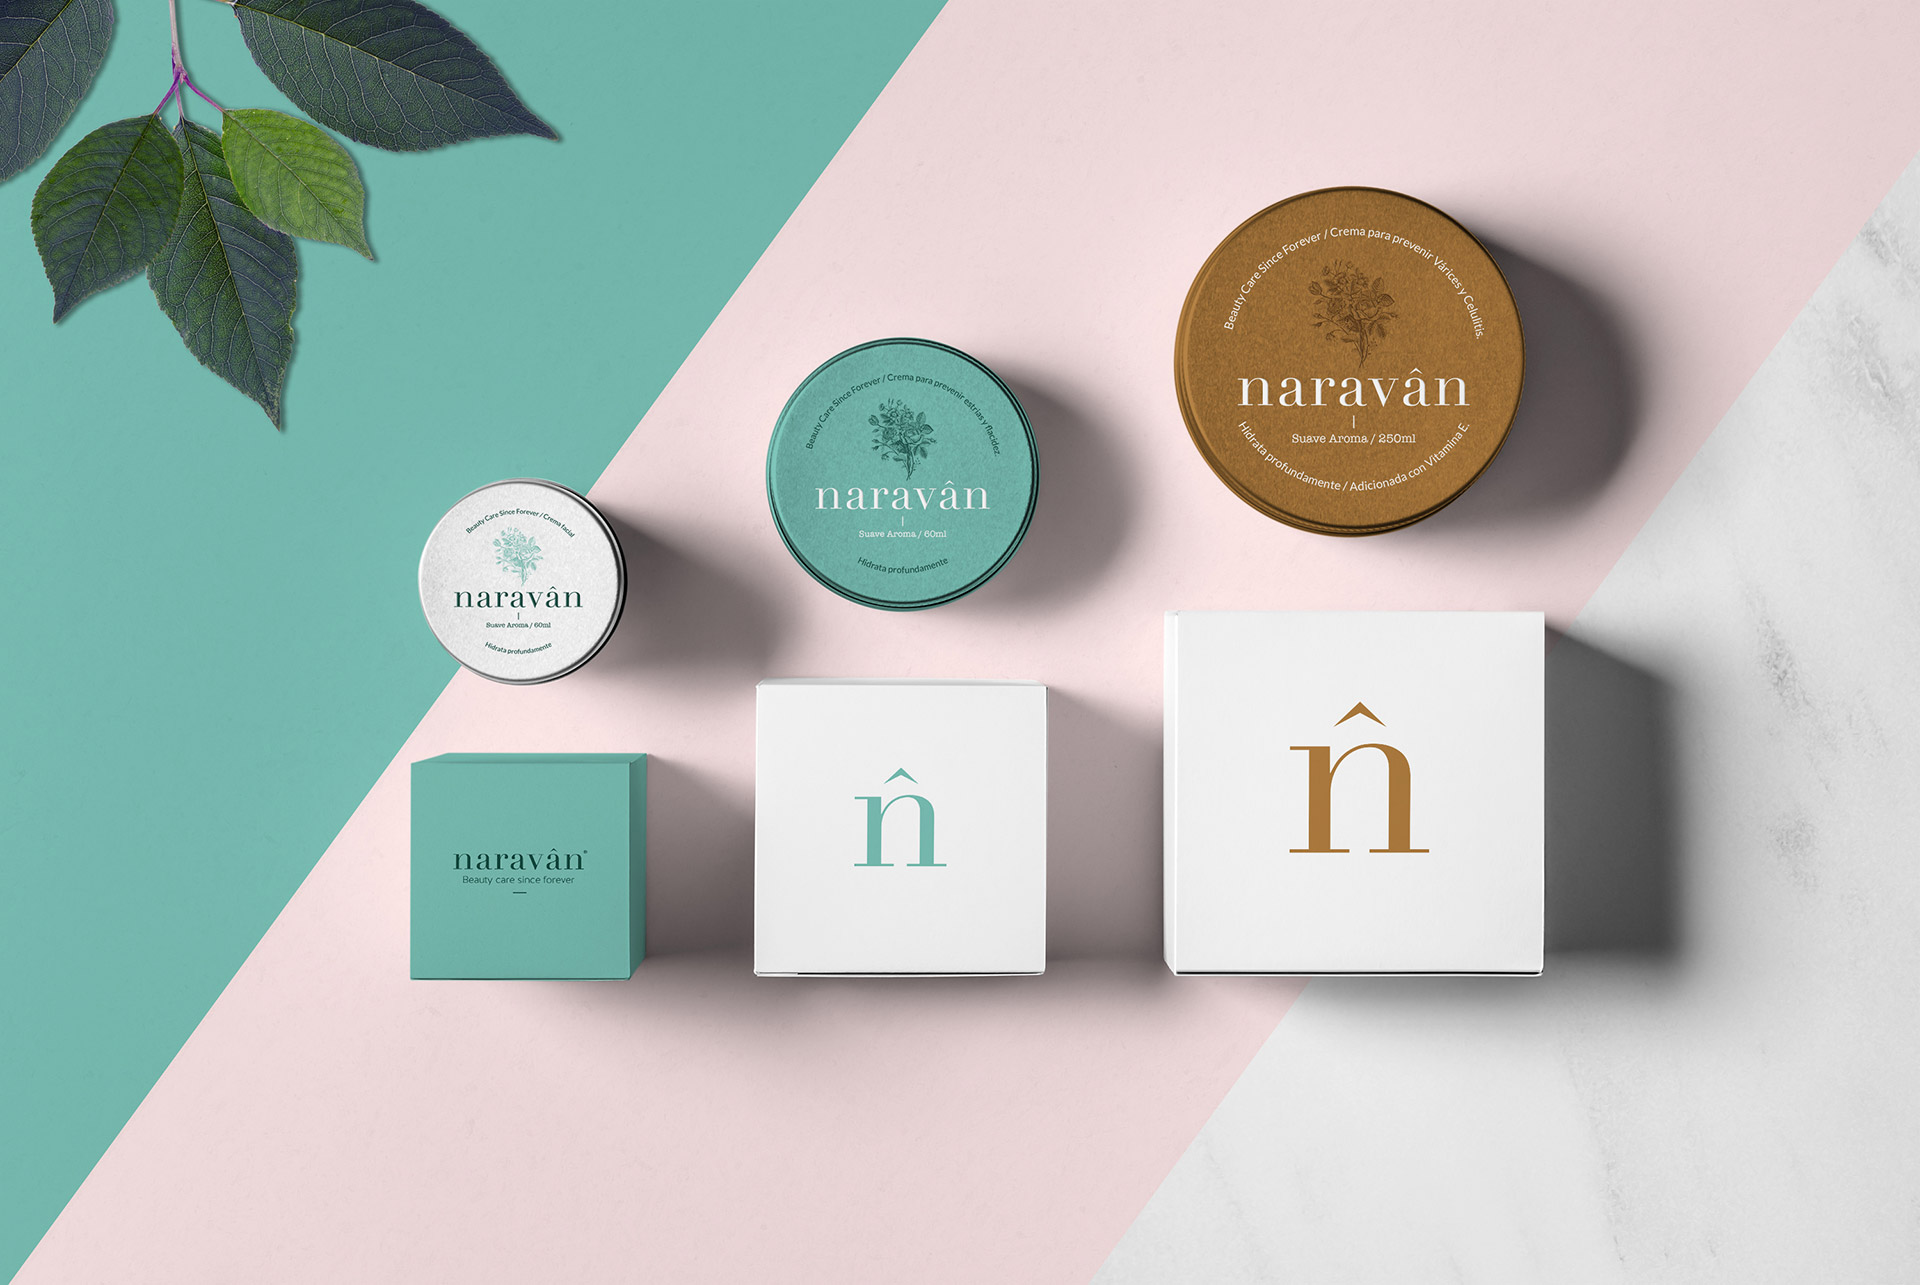 Beauty Care Since Forever / Crema para prevenir Várices y Celulitis.
naravân
Suave Aroma / 250ml
Hidrata profundamente / Adicionada con Vitamina E.
Beauty Care Since Forever / Crema para prevenir estrías y flacidez.
naravân
Suave Aroma / 60ml
Hidrata profundamente
Beauty Care Since Forever / Crema facial
naravân
Suave Aroma / 60ml
Hidrata profundamente
naravân®
Beauty care since forever
n̂
n̂